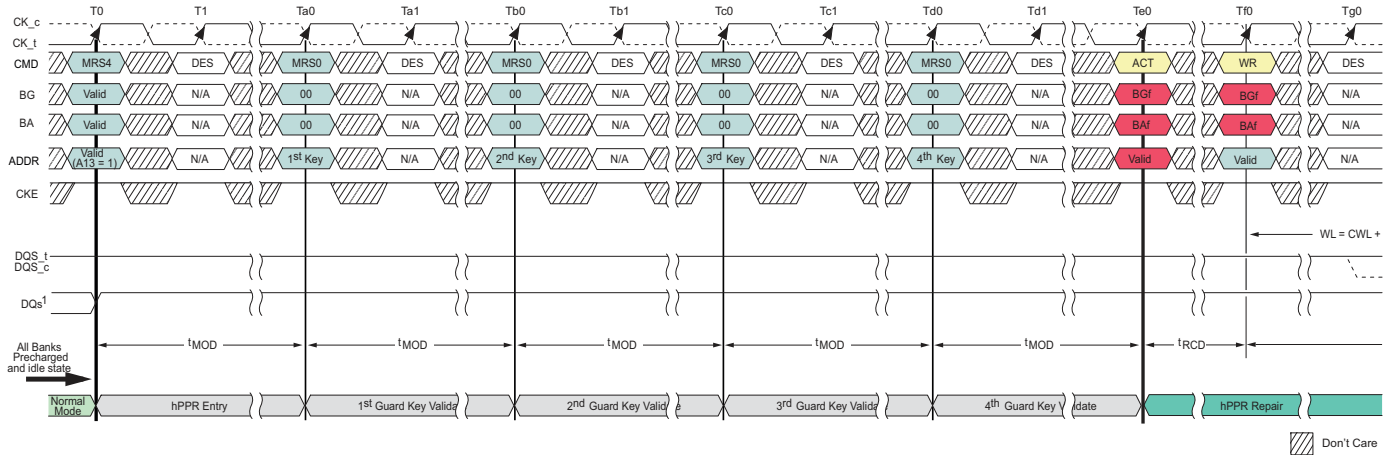 T0 T1 Ta0 Ta1 Tb0 Tb1 Tc0 Tc1 Td0 Td1 Te0 Tf0 Tg0
CK_c
CK_t
CMD MRS4 DES MRS0 DES MRS0 DES MRS0 DES MRS0 DES ACT WR DES
BG Valid N/A 00 N/A 00 N/A 00 N/A 00 N/A BGf BGf N/A
BA Valid N/A 00 N/A 00 N/A 00 N/A 00 N/A BAf BAf N/A
ADDR Valid (A13 = 1) N/A 1st Key N/A 2nd Key N/A 3rd Key N/A 4th Key N/A Valid Valid N/A
CKE
WL = CWL +
DQS_t
DQS_c
DQs1
tMOD tMOD tMOD tMOD tMOD tRCD
All Banks
Precharged
and idle state
Normal Mode hPPR Entry 1st Guard Key Valida 2nd Guard Key Valid e 3rd Guard Key Valida 4th Guard Key V idate hPPR Repair
Don't Care